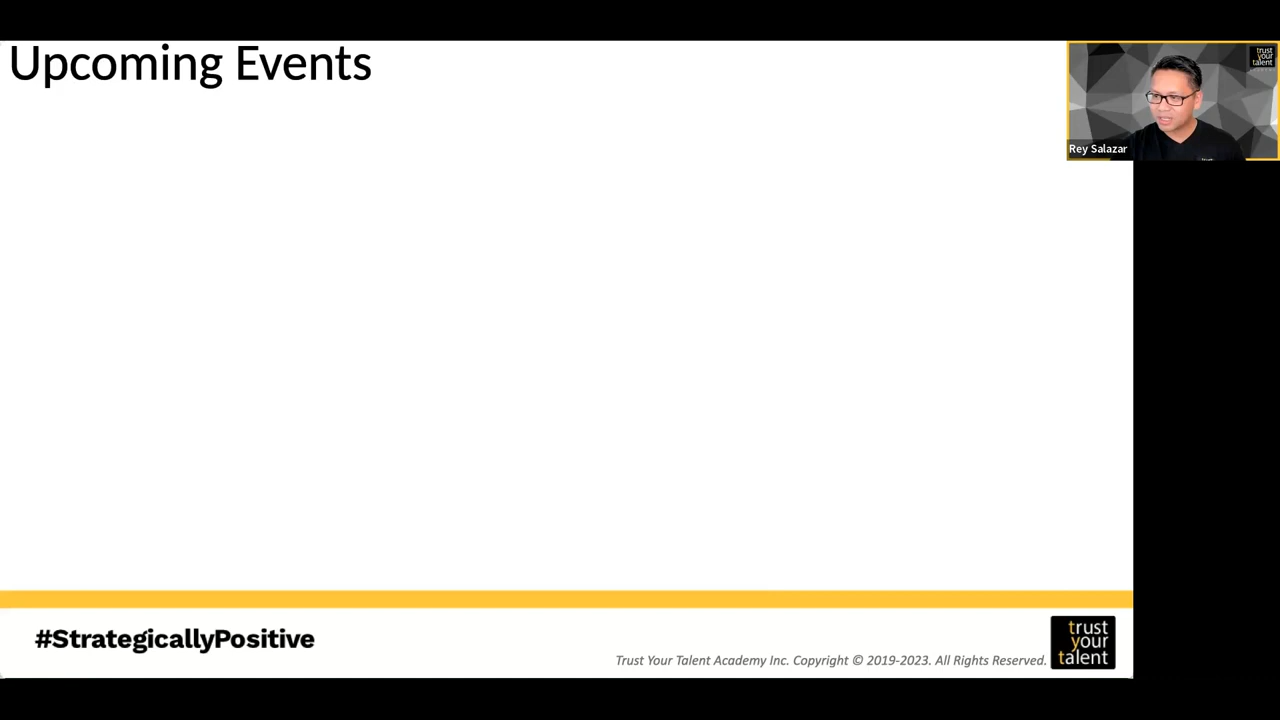 Upcoming Events
trust
your
talent
Rey Salazar
#StrategicallyPositive
Trust Your Talent Academy Inc. Copyright © 2019-2023. All Rights Reserved.
trust
your
talent